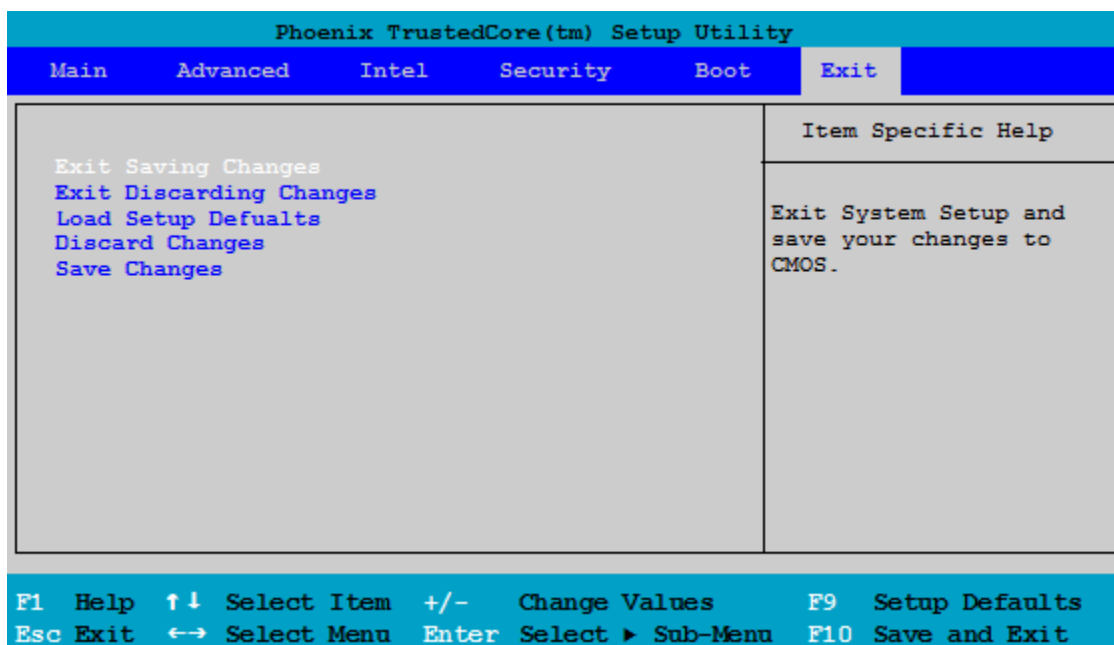 Phoenix TrustedCore(tm) Setup Utility
Main Advanced Intel Security Boot Exit
Exit Saving Changes
Exit Discarding Changes
Load Setup Defualts
Discard Changes
Save Changes
Item Specific Help
Exit System Setup and
save your changes to
CMOS.
F1 Help ↑↓ Select Item +/- Change Values F9 Setup Defaults
Esc Exit ←→ Select Menu Enter Select ▶ Sub-Menu F10 Save and Exit